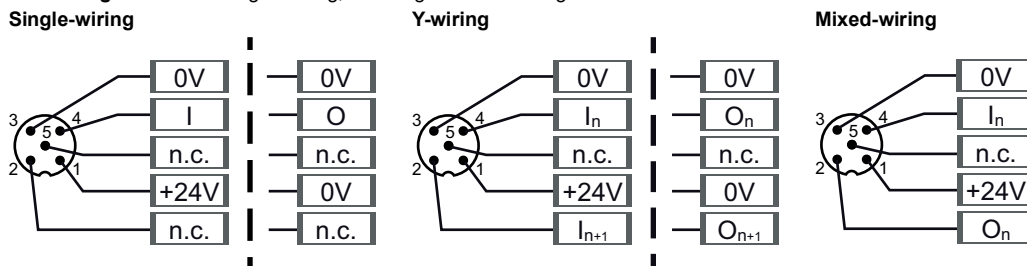 Single-wiring
Y-wiring
Mixed-wiring
0V
I
n.c.
+24V
n.c.
3
4
5
2
1
0V
O
n.c.
0V
n.c.
0V
Iₙ
n.c.
+24V
Iₙ₊₁
3
4
5
2
1
0V
Oₙ
n.c.
0V
Oₙ₊₁
0V
Iₙ
n.c.
+24V
Oₙ
3
4
5
2
1